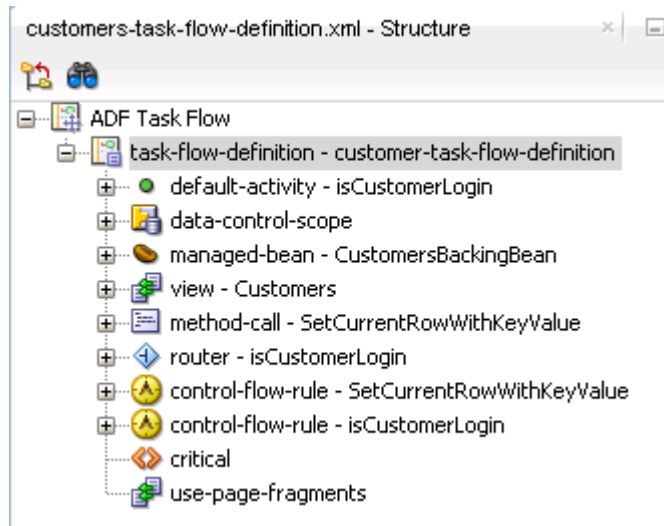 customers-task-flow-definition.xml - Structure
ADF Task Flow
task-flow-definition - customer-task-flow-definition
default-activity - isCustomerLogin
data-control-scope
managed-bean - CustomersBackingBean
view - Customers
method-call - SetCurrentRowWithKeyValue
router - isCustomerLogin
control-flow-rule - SetCurrentRowWithKeyValue
control-flow-rule - isCustomerLogin
critical
use-page-fragments